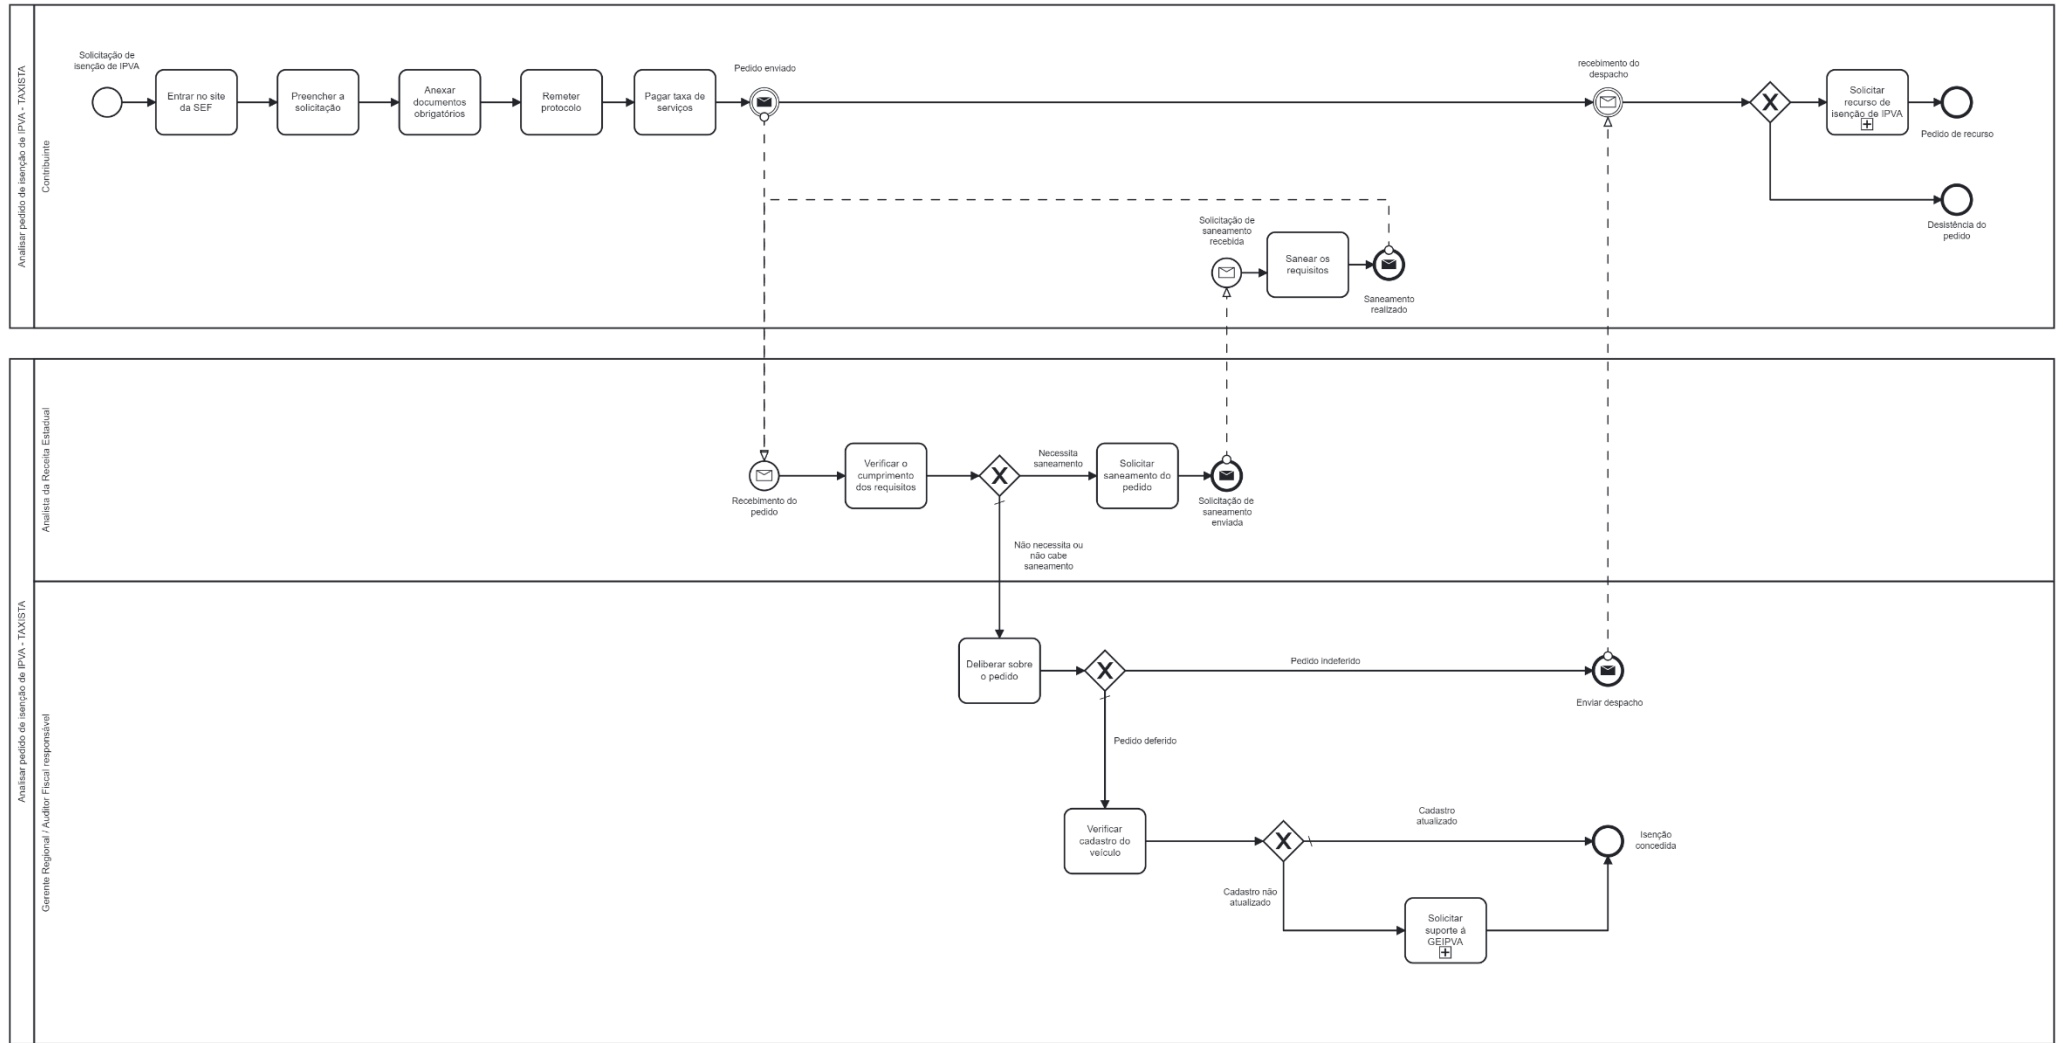 Analisar pedido de isenção de IPVA - TAXISTA
Contribuinte
Solicitação de
isenção de IPVA
Entrar no site
da SEF
Preencher a
solicitação
Anexar
documentos
obrigatórios
Remeter
protocolo
Pagar taxa de
serviços
Pedido enviado
recebimento do
despacho
Solicitar
recurso de
isenção de IPVA
Pedido de recurso
Desistência do
pedido
Solicitação de
saneamento
recebida
Sanear os
requisitos
Saneamento
realizado
Analisar pedido de isenção de IPVA - TAXISTA
Analista da Receita Estadual
Recebimento do
pedido
Verificar o
cumprimento
dos requisitos
Necessita
saneamento
Solicitar
saneamento do
pedido
Solicitação de
saneamento
enviada
Não necessita ou
não cabe
saneamento
Gerente Regional / Auditor Fiscal responsável
Deliberar sobre
o pedido
Pedido indeferido
Enviar despacho
Pedido deferido
Verificar
cadastro do
veículo
Cadastro
atualizado
Isenção
concedida
Cadastro não
atualizado
Solicitar
suporte á
GEIPVA